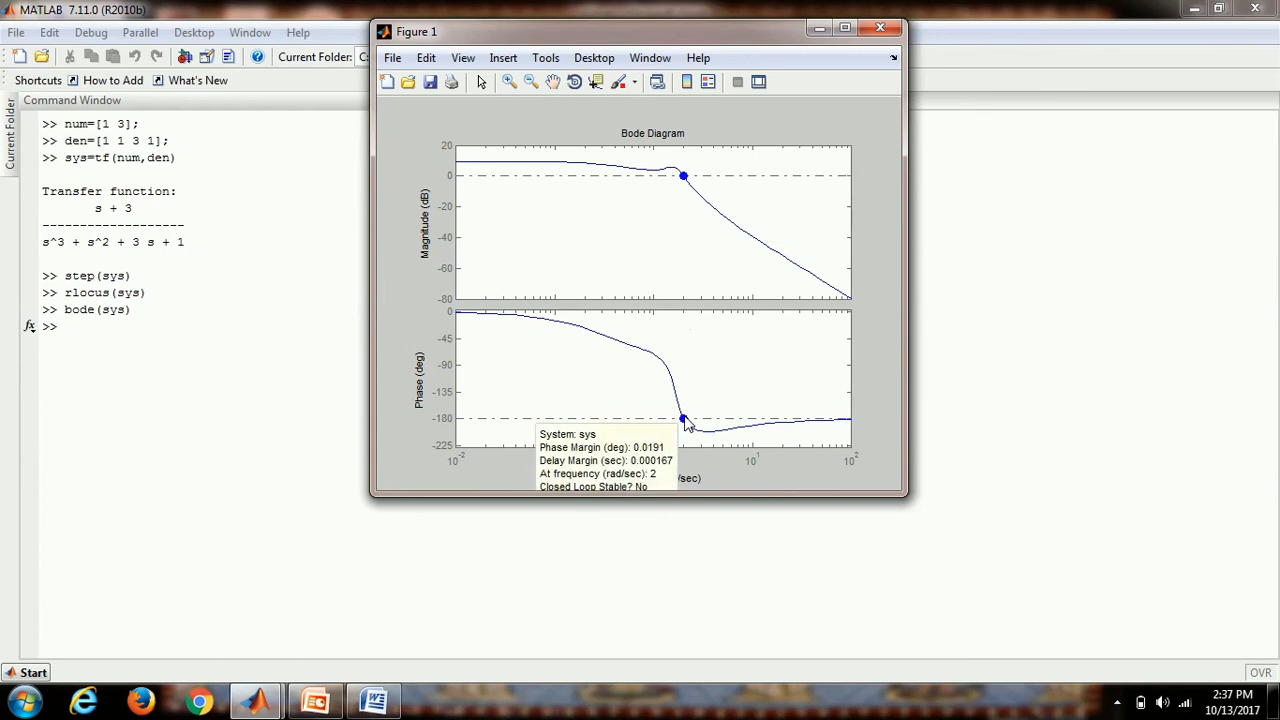 MATLAB 7.11.0 (R2010b)
File Edit Debug Parallel Desktop Window Help
Current Folder: C:
Shortcuts How to Add What's New
Current Folder
Command Window
>> num=[1 3];
>> den=[1 1 3 1];
>> sys=tf(num,den)
Transfer function:
s + 3
-------------------
s^3 + s^2 + 3 s + 1
>> step(sys)
>> rlocus(sys)
>> bode(sys)
fx >>
Figure 1
File Edit View Insert Tools Desktop Window Help
Bode Diagram
Magnitude (dB)
20
0
-20
-40
-60
-80
Phase (deg)
0
-45
-90
-135
-180
-225
10^-2
10^1
10^2
/sec)
System: sys
Phase Margin (deg): 0.0191
Delay Margin (sec): 0.000167
At frequency (rad/sec): 2
Closed Loop Stable? No
Start
OVR
2:37 PM
10/13/2017